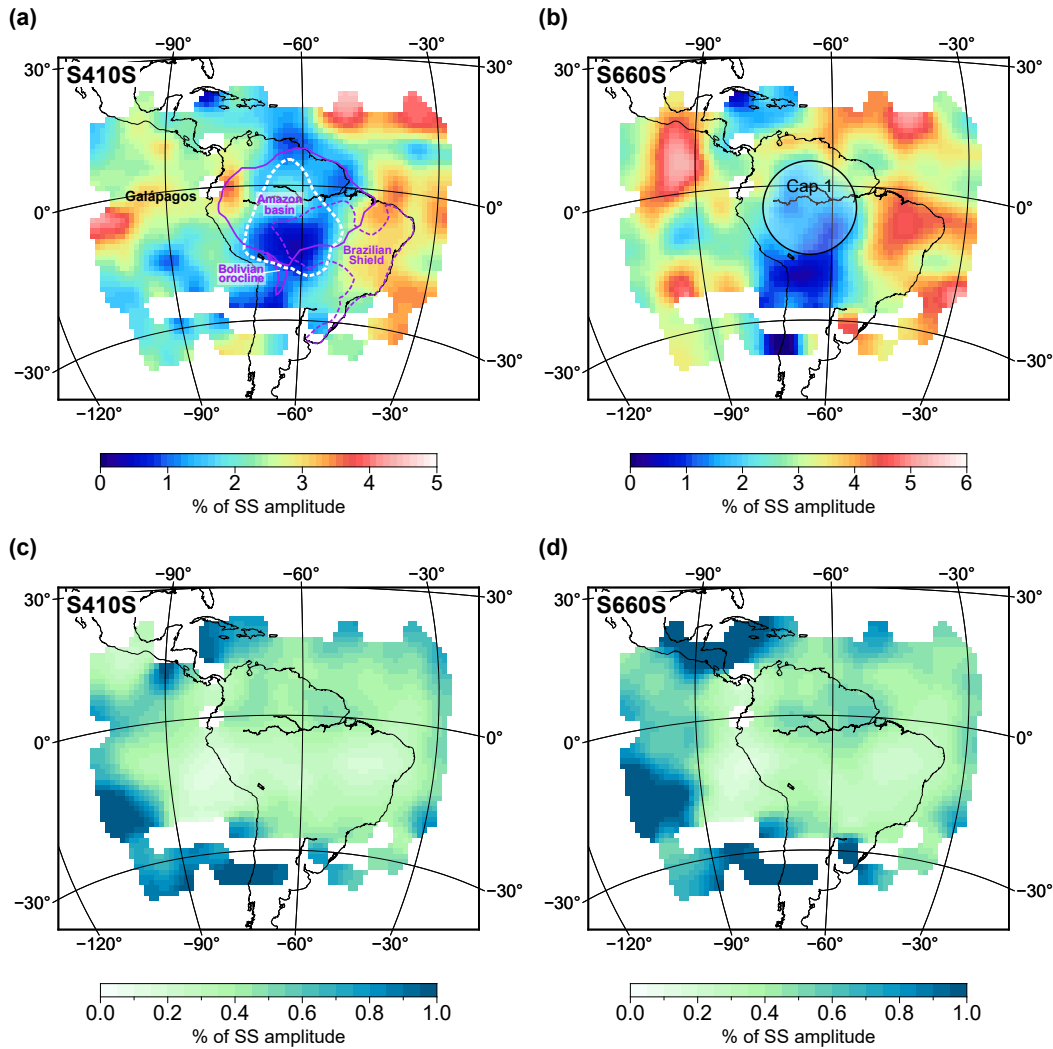 (a)
(b)
−90° −60° −30°
−90° −60° −30°
30° S410S 30°
30° S660S 30°
Galápagos
Amazon
basin
Brazilian
Shield
Bolivian
orocline
Cap 1
0° 0°
0° 0°
−30° −30°
−30° −30°
−120° −90° −60° −30°
−120° −90° −60° −30°
0 1 2 3 4 5
% of SS amplitude
0 1 2 3 4 5 6
% of SS amplitude
(c)
(d)
−90° −60° −30°
−90° −60° −30°
30° S410S 30°
30° S660S 30°
0° 0°
0° 0°
−30° −30°
−30° −30°
−120° −90° −60° −30°
−120° −90° −60° −30°
0.0 0.2 0.4 0.6 0.8 1.0
% of SS amplitude
0.0 0.2 0.4 0.6 0.8 1.0
% of SS amplitude